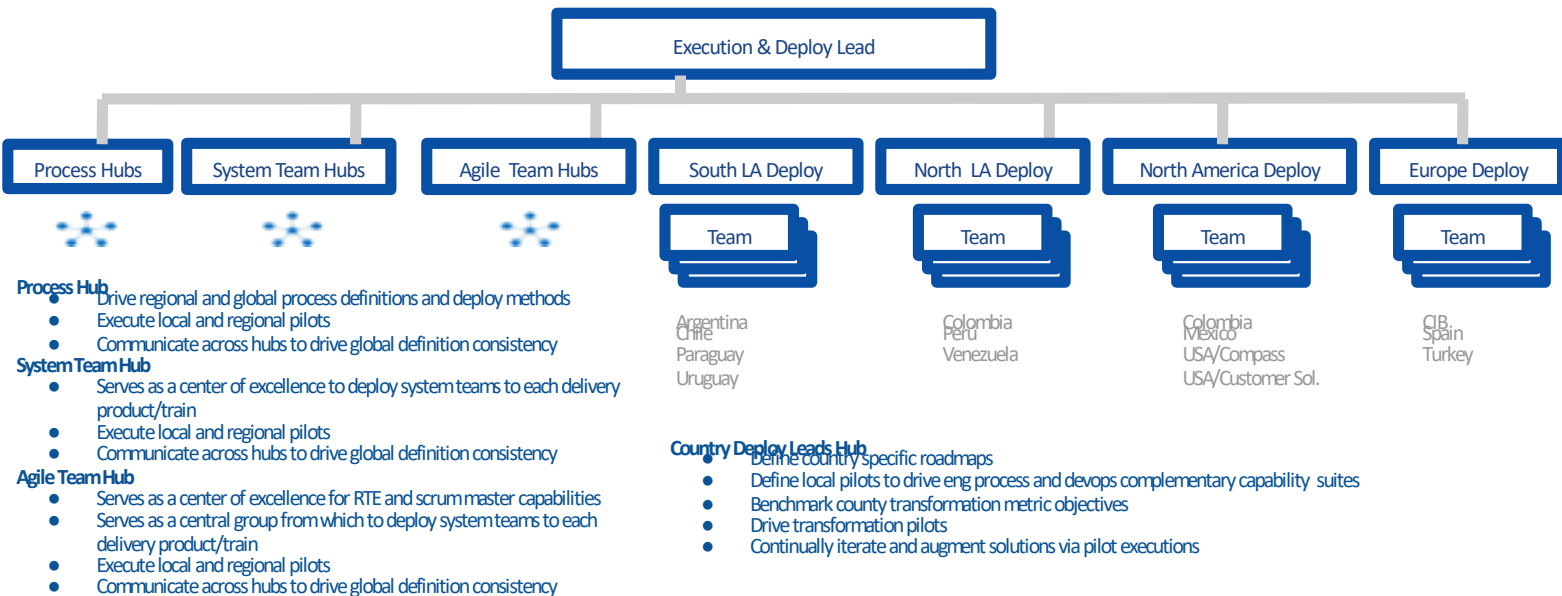 Execution & Deploy Lead
Process Hubs
System Team Hubs
Agile Team Hubs
South LA Deploy
North LA Deploy
North America Deploy
Europe Deploy
Team
Team
Team
Team
Process Hub
● Drive regional and global process definitions and deploy methods
● Execute local and regional pilots
● Communicate across hubs to drive global definition consistency
System Team Hub
● Serves as a center of excellence to deploy system teams to each delivery
product/train
● Execute local and regional pilots
● Communicate across hubs to drive global definition consistency
Agile Team Hub
● Serves as a center of excellence for RTE and scrum master capabilities
● Serves as a central group from which to deploy system teams to each
delivery product/train
● Execute local and regional pilots
● Communicate across hubs to drive global definition consistency
Argentina
Chile
Paraguay
Uruguay
Colombia
Peru
Venezuela
Colombia
Mexico
USA/Compass
USA/Customer Sol.
CIB
Spain
Turkey
Country Deploy Leads Hub
● Define country specific roadmaps
● Define local pilots to drive eng process and devops complementary capability suites
● Benchmark county transformation metric objectives
● Drive transformation pilots
● Continually iterate and augment solutions via pilot executions